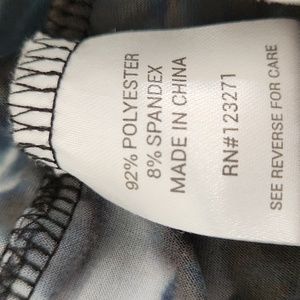 92% POLYESTER
8% SPANDEX
MADE IN CHINA
RN#123271
SEE REVERSE FOR CARE